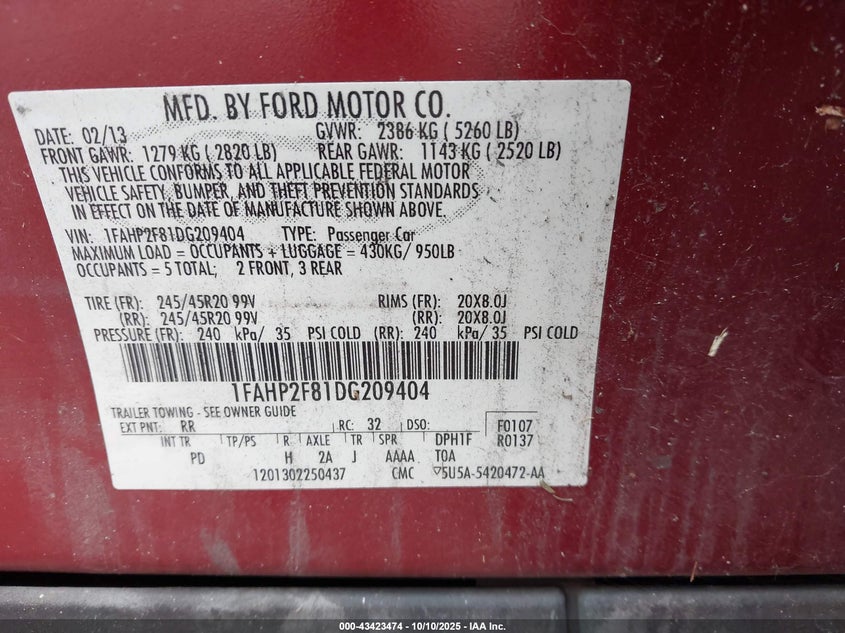 MFD. BY FORD MOTOR CO.
DATE: 02/13 GVWR: 2386 KG ( 5260 LB)
FRONT GAWR: 1279 KG ( 2820 LB) REAR GAWR: 1143 KG ( 2520 LB)
THIS VEHICLE CONFORMS TO ALL APPLICABLE FEDERAL MOTOR
VEHICLE SAFETY, BUMPER, AND THEFT PREVENTION STANDARDS
IN EFFECT ON THE DATE OF MANUFACTURE SHOWN ABOVE.
VIN: 1FAHP2F81DG209404 TYPE: Passenger Car
MAXIMUM LOAD = OCCUPANTS + LUGGAGE = 430KG/ 950LB
OCCUPANTS = 5 TOTAL; 2 FRONT, 3 REAR
TIRE (FR): 245/45R20 99V RIMS (FR): 20X8.0J
(RR): 245/45R20 99V (RR): 20X8.0J
PRESSURE (FR): 240 kPa/ 35 PSI COLD (RR): 240 kPa/ 35 PSI COLD
1FAHP2F81DG209404
TRAILER TOWING - SEE OWNER GUIDE
EXT PNT: RR RC: 32 DSO: F0107
INT TR TP/PS R AXLE TR SPR DPH1F R0137
PD H 2A J AAAA TOA
1201302250437 CMC 5U5A-5420472-AA
000-43423474 | 10/10/2025 - IAA Inc.